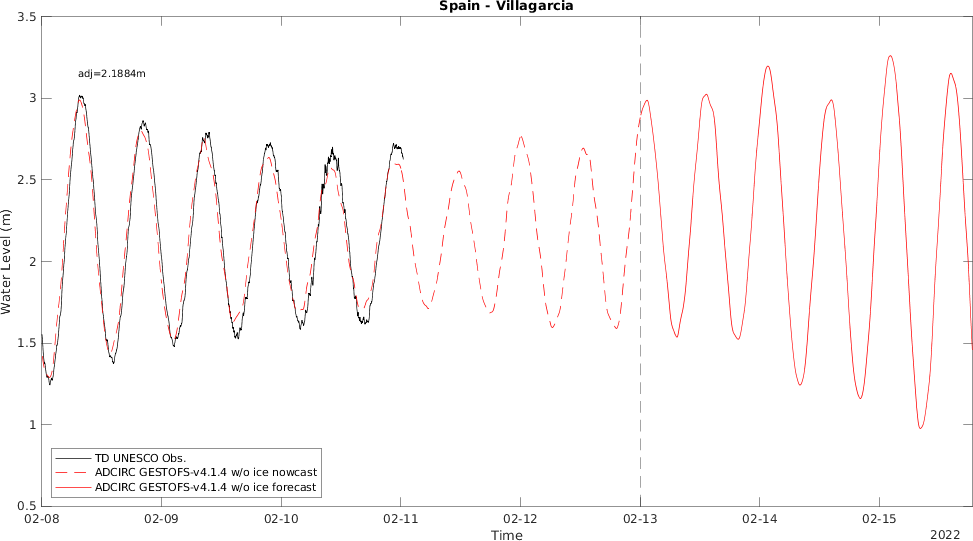 Spain - Villagarcia
3.5
adj=2.1884m
3
2.5
2
1.5
1
0.5
Water Level (m)
TD UNESCO Obs.
ADCIRC GESTOFS-v4.1.4 w/o ice nowcast
ADCIRC GESTOFS-v4.1.4 w/o ice forecast
02-08 02-09 02-10 02-11 02-12 02-13 02-14 02-15
Time
2022